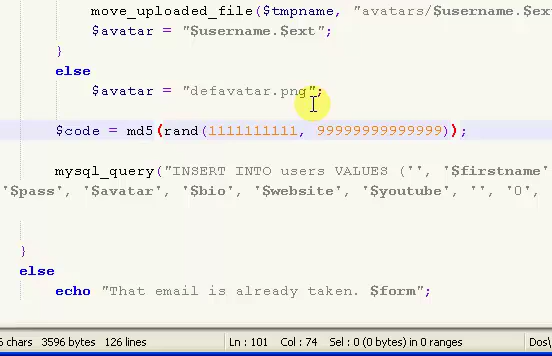 move_uploaded_file($tmpname, "avatars/$username.$ex
$avatar = "$username.$ext";
}
else
$avatar = "defavatar.png";
$code = md5(rand(1111111111, 99999999999999));
mysql_query("INSERT INTO users VALUES ('', '$firstname'
'$pass', '$avatar', '$bio', '$website', '$youtube', '', '0',
}
else
echo "That email is already taken. $form";
6 chars 3596 bytes 126 lines Ln : 101 Col : 74 Sel : 0 (0 bytes) in 0 ranges Dos\